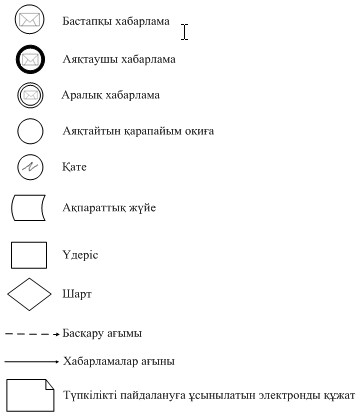 Бастапқы хабарлама
Аяқтаушы хабарлама
Аралық хабарлама
Аяқтайтын қарапайым оқиға
Қате
Ақпараттық жүйе
Үдеріс
Шарт
Баскару ағымы
Хабарламалар ағыны
Түпкілікті пайдалануға ұсынылатын электронды құжат